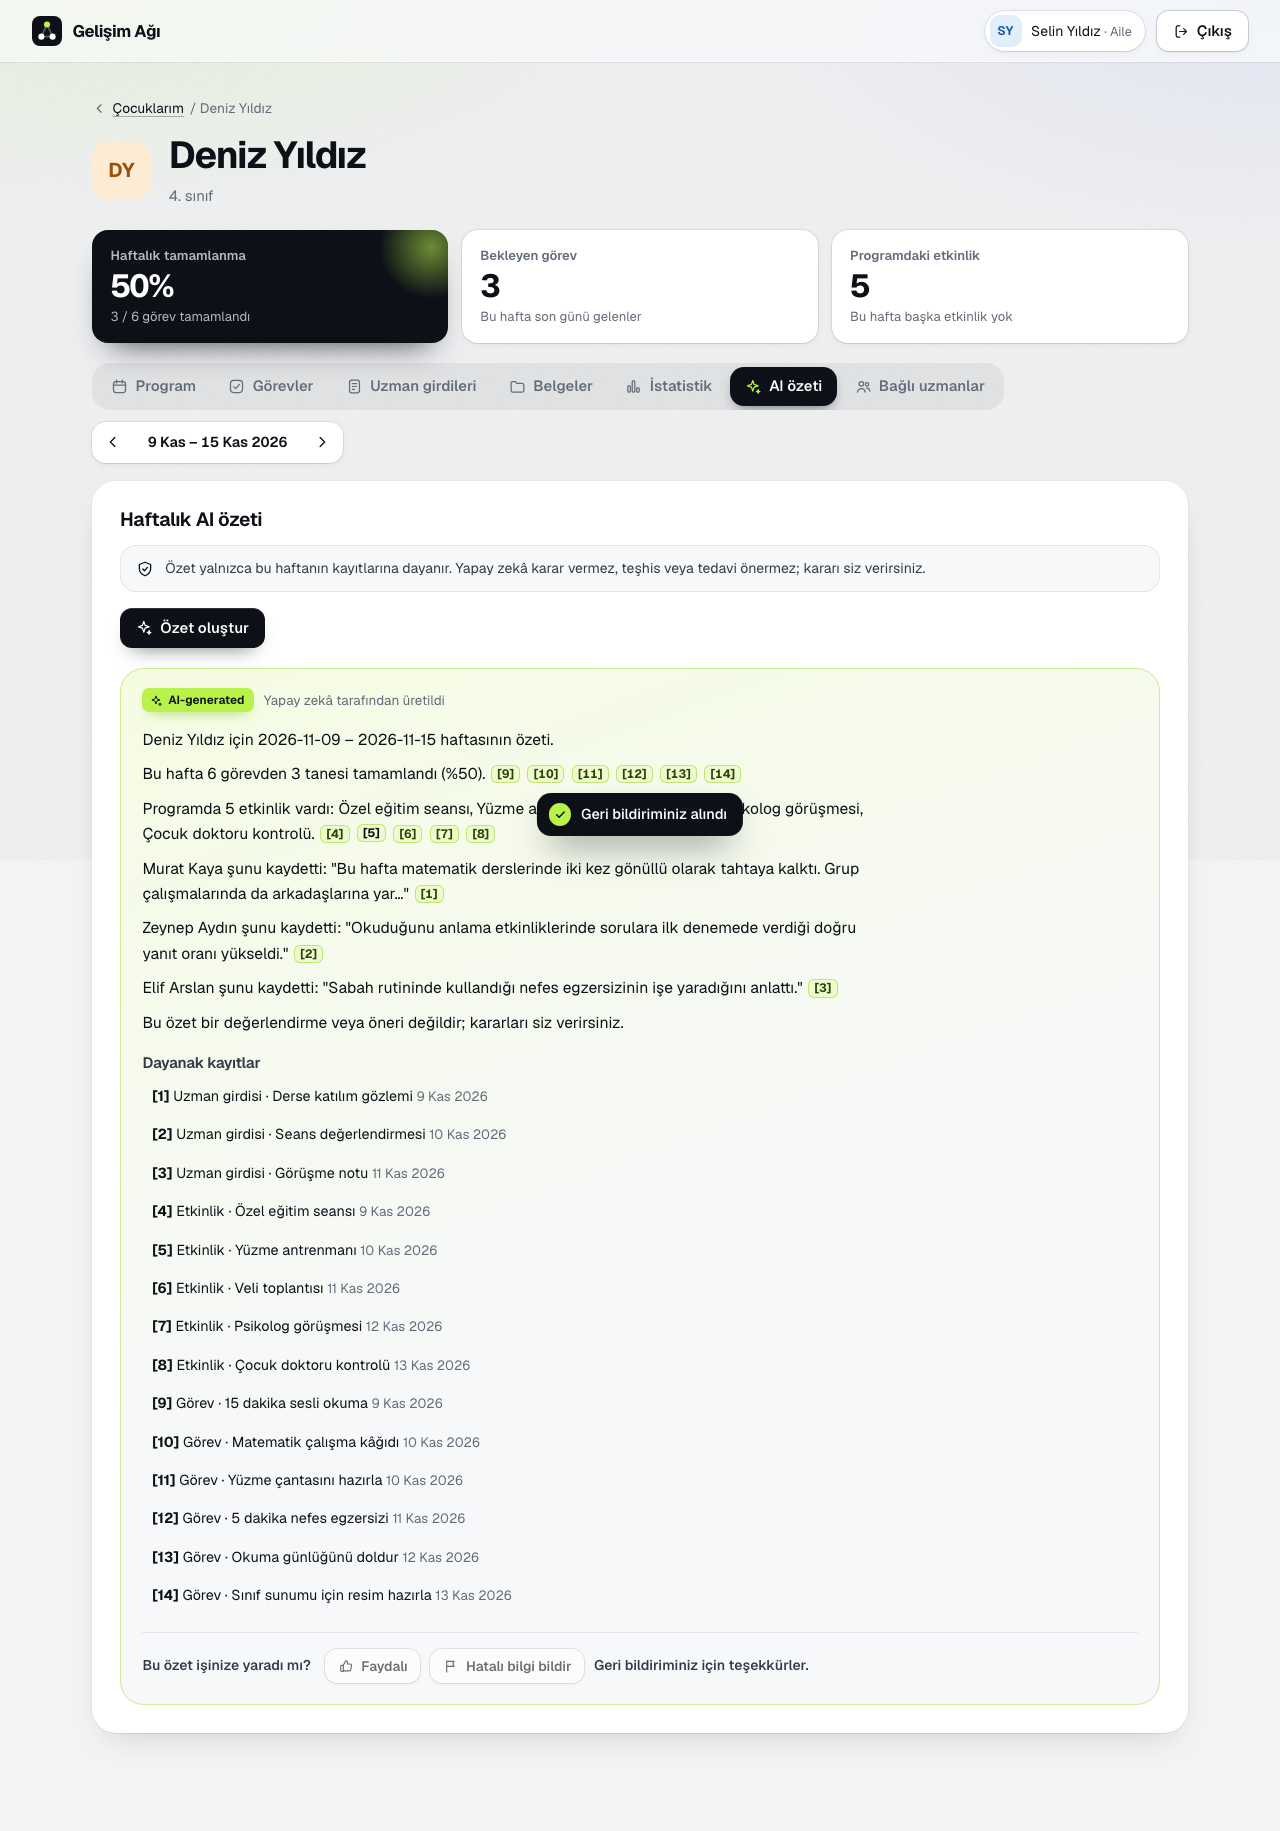 Gelişim Ağı
SY Selin Yıldız · Aile
Çıkış
Çocuklarım / Deniz Yıldız
DY
Deniz Yıldız
4. sınıf
Haftalık tamamlanma
50%
3 / 6 görev tamamlandı
Bekleyen görev
3
Bu hafta son günü gelenler
Programdaki etkinlik
5
Bu hafta başka etkinlik yok
Program
Görevler
Uzman girdileri
Belgeler
İstatistik
AI özeti
Bağlı uzmanlar
9 Kas – 15 Kas 2026
Haftalık AI özeti
Özet yalnızca bu haftanın kayıtlarına dayanır. Yapay zekâ karar vermez, teşhis veya tedavi önermez; kararı siz verirsiniz.
Özet oluştur
AI-generated Yapay zekâ tarafından üretildi
Deniz Yıldız için 2026-11-09 – 2026-11-15 haftasının özeti.
Bu hafta 6 görevden 3 tanesi tamamlandı (%50). [9] [10] [11] [12] [13] [14]
Programda 5 etkinlik vardı: Özel eğitim seansı, Yüzme a kolog görüşmesi,
Geri bildiriminiz alındı
Çocuk doktoru kontrolü. [4] [5] [6] [7] [8]
Murat Kaya şunu kaydetti: "Bu hafta matematik derslerinde iki kez gönüllü olarak tahtaya kalktı. Grup
çalışmalarında da arkadaşlarına yar…" [1]
Zeynep Aydın şunu kaydetti: "Okuduğunu anlama etkinliklerinde sorulara ilk denemede verdiği doğru
yanıt oranı yükseldi." [2]
Elif Arslan şunu kaydetti: "Sabah rutininde kullandığı nefes egzersizinin işe yaradığını anlattı." [3]
Bu özet bir değerlendirme veya öneri değildir; kararları siz verirsiniz.
Dayanak kayıtlar
[1] Uzman girdisi · Derse katılım gözlemi 9 Kas 2026
[2] Uzman girdisi · Seans değerlendirmesi 10 Kas 2026
[3] Uzman girdisi · Görüşme notu 11 Kas 2026
[4] Etkinlik · Özel eğitim seansı 9 Kas 2026
[5] Etkinlik · Yüzme antrenmanı 10 Kas 2026
[6] Etkinlik · Veli toplantısı 11 Kas 2026
[7] Etkinlik · Psikolog görüşmesi 12 Kas 2026
[8] Etkinlik · Çocuk doktoru kontrolü 13 Kas 2026
[9] Görev · 15 dakika sesli okuma 9 Kas 2026
[10] Görev · Matematik çalışma kâğıdı 10 Kas 2026
[11] Görev · Yüzme çantasını hazırla 10 Kas 2026
[12] Görev · 5 dakika nefes egzersizi 11 Kas 2026
[13] Görev · Okuma günlüğünü doldur 12 Kas 2026
[14] Görev · Sınıf sunumu için resim hazırla 13 Kas 2026
Bu özet işinize yaradı mı? Faydalı Hatalı bilgi bildir Geri bildiriminiz için teşekkürler.